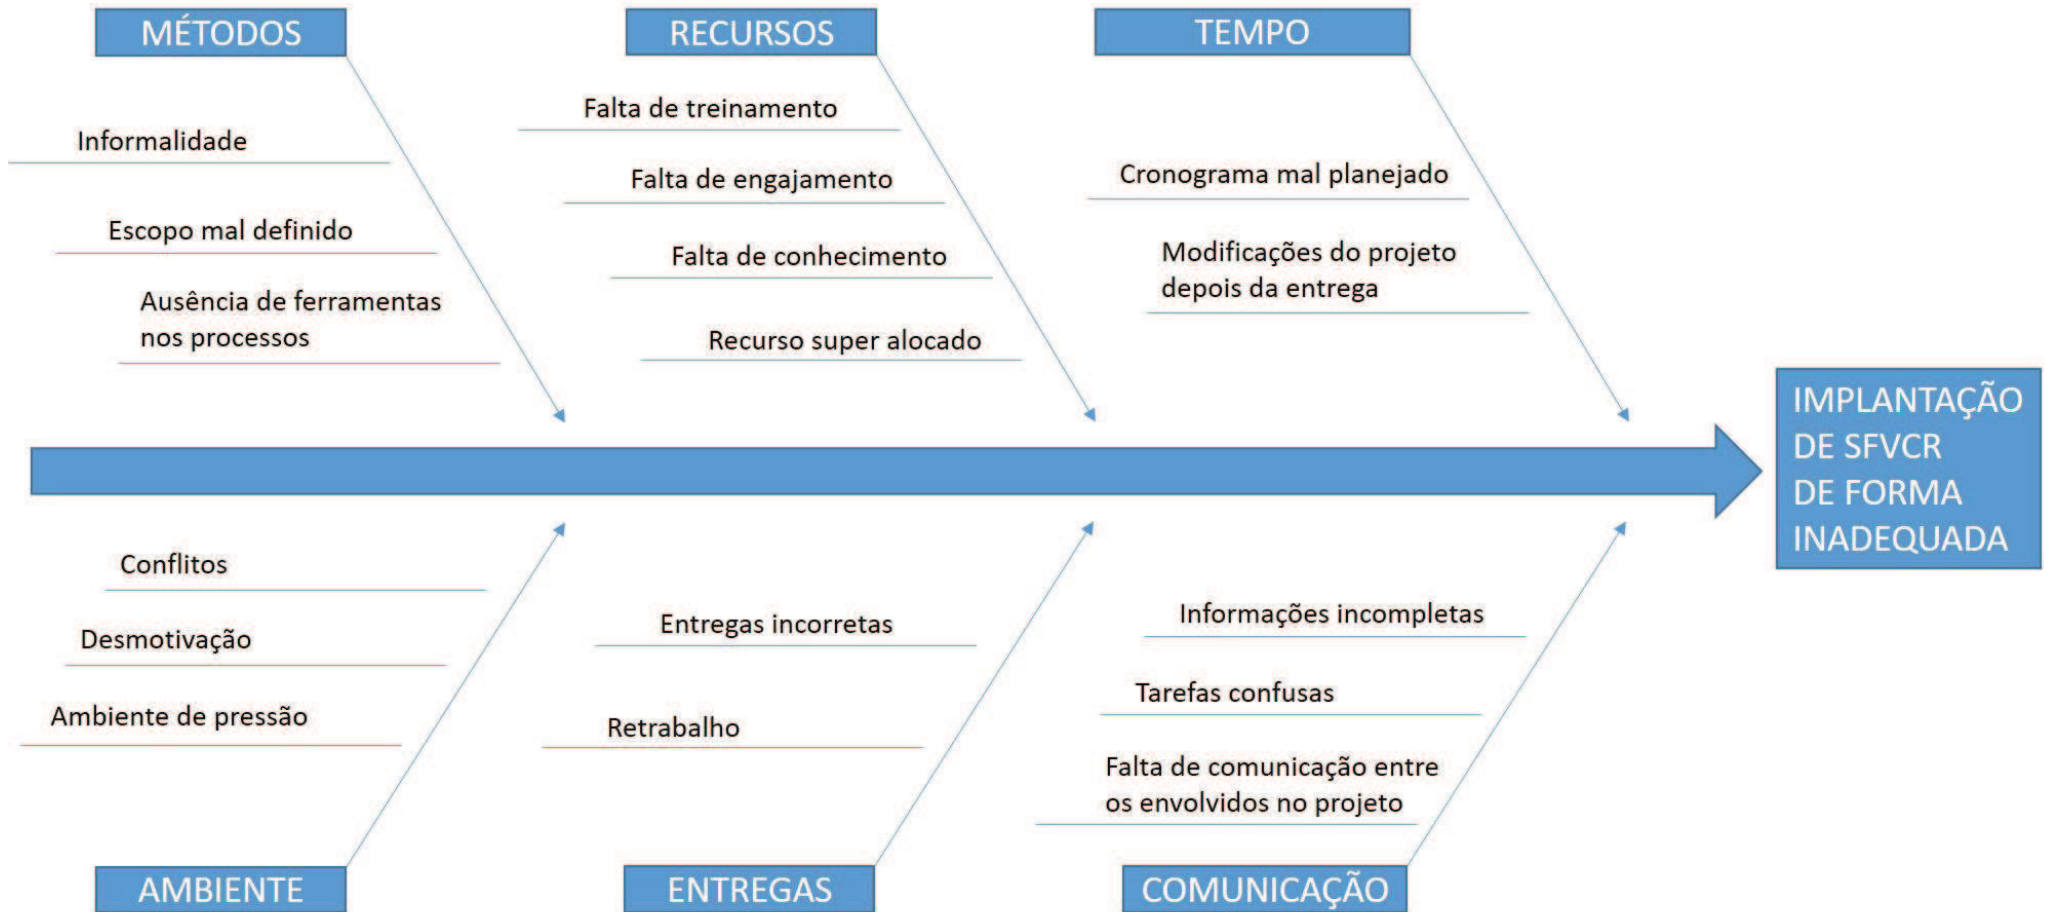 MÉTODOS
RECURSOS
TEMPO
Informalidade
Escopo mal definido
Ausência de ferramentas
nos processos
Falta de treinamento
Falta de engajamento
Falta de conhecimento
Recurso super alocado
Cronograma mal planejado
Modificações do projeto
depois da entrega
IMPLANTAÇÃO
DE SFVCR
DE FORMA
INADEQUADA
Conflitos
Desmotivação
Ambiente de pressão
Entregas incorretas
Retrabalho
Informações incompletas
Tarefas confusas
Falta de comunicação entre
os envolvidos no projeto
AMBIENTE
ENTREGAS
COMUNICAÇÃO